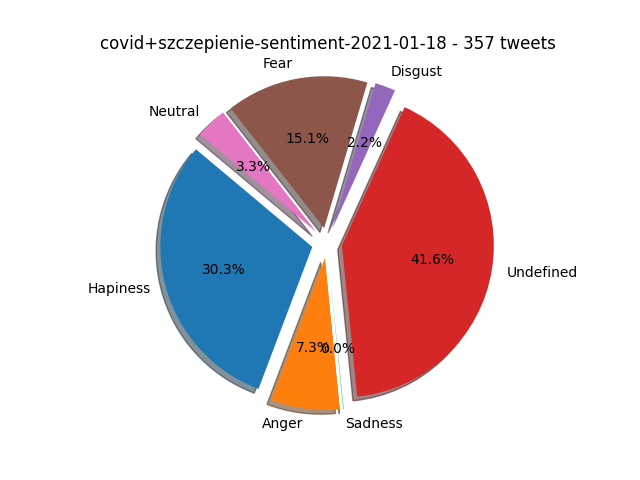 covid+szczepienie-sentiment-2021-01-18 - 357 tweets
Fear
Disgust
Neutral
15.1%
2.2%
3.3%
30.3%
41.6%
Undefined
Hapiness
7.3%
0.0%
Anger
Sadness